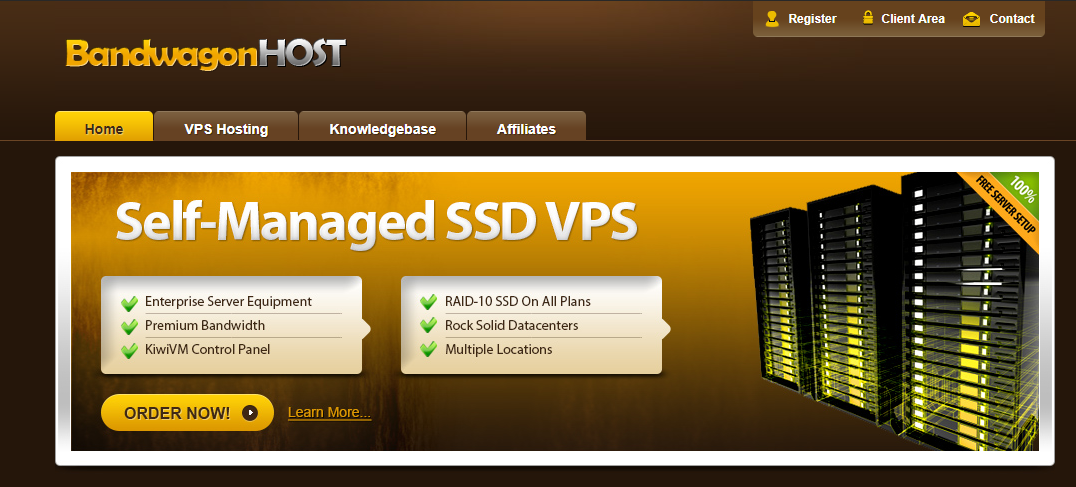 Register
Client Area
Contact
BandwagonHOST
Home
VPS Hosting
Knowledgebase
Affiliates
Self-Managed SSD VPS
100%
FREE SERVER SETUP
Enterprise Server Equipment
Premium Bandwidth
KiwiVM Control Panel
RAID-10 SSD On All Plans
Rock Solid Datacenters
Multiple Locations
ORDER NOW!
Learn More...